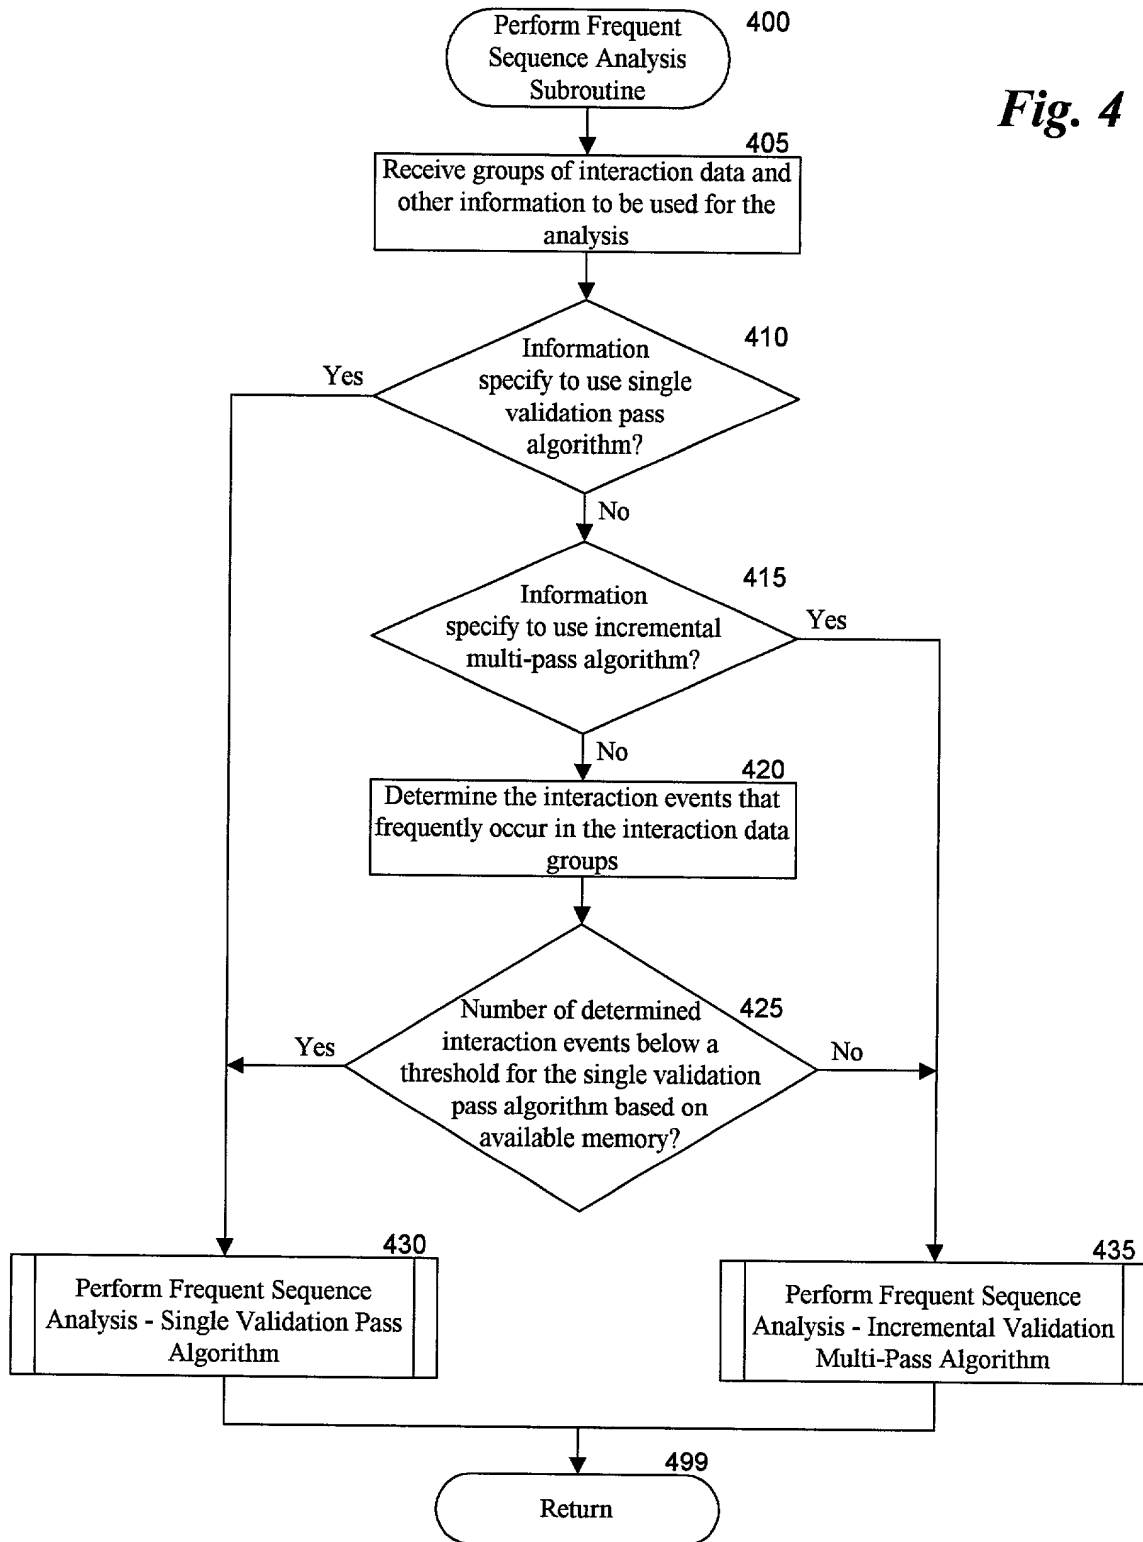 400
Perform Frequent
Sequence Analysis
Subroutine
Fig. 4
405
Receive groups of interaction data and
other information to be used for the
analysis
410
Information
specify to use single
validation pass
algorithm?
Yes
No
415
Information
specify to use incremental
multi-pass algorithm?
Yes
No
420
Determine the interaction events that
frequently occur in the interaction data
groups
425
Number of determined
interaction events below a
threshold for the single validation
pass algorithm based on
available memory?
Yes
No
430
Perform Frequent Sequence
Analysis - Single Validation Pass
Algorithm
435
Perform Frequent Sequence
Analysis - Incremental Validation
Multi-Pass Algorithm
499
Return